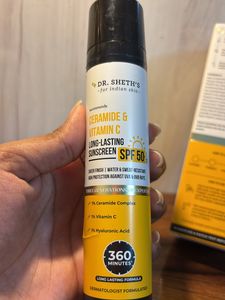 DR. SHETH'S
for indian skin
CERAMIDE &
VITAMIN C
LONG-LASTING
SUNSCREEN SPF 50+
SHEER FINISH | WATER & SWEAT-RESISTANT
HIGH PROTECTION AGAINST UVA & UVB RAYS
1% Ceramide Complex
1% Vitamin C
1% Hyaluronic Acid
360
MINUTES
LONG LASTING FORMULA
DERMATOLOGIST FORMULATED